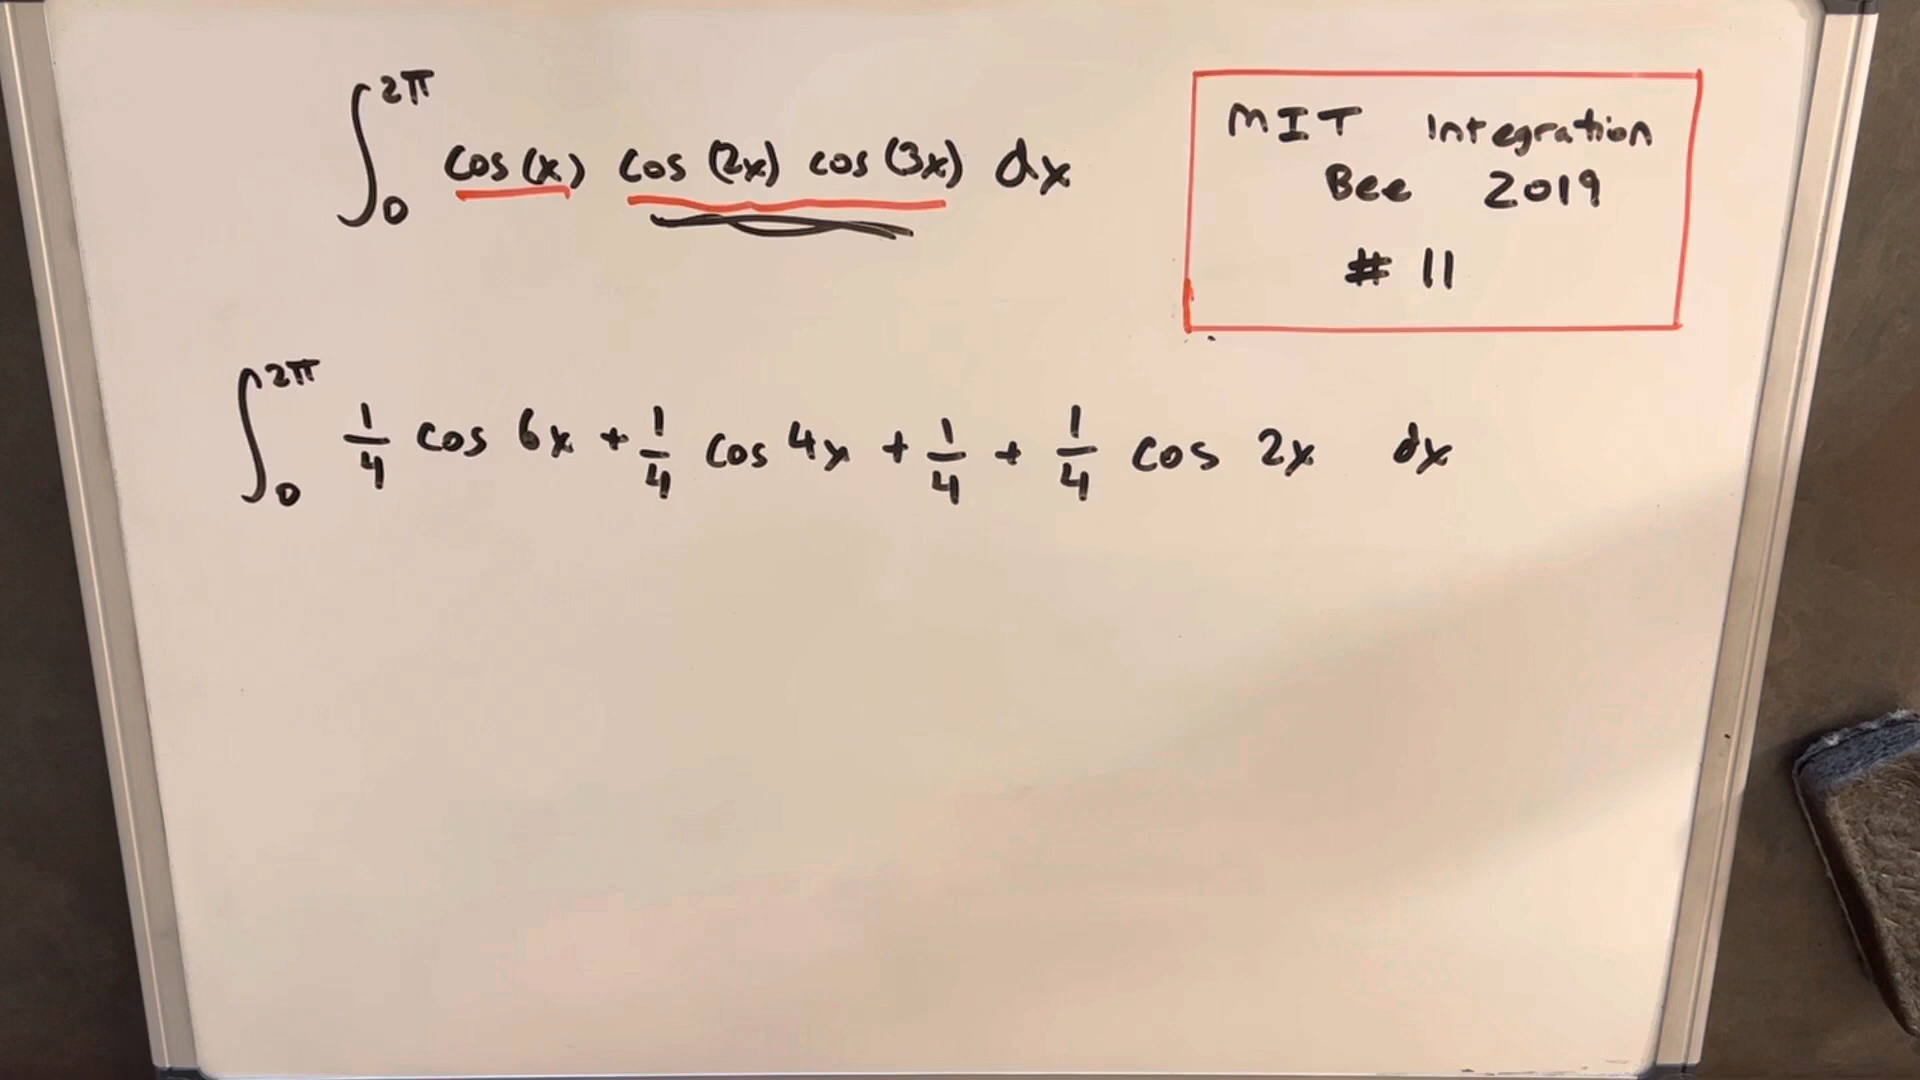 ∫₀^2π cos(x) cos(2x) cos(3x) dx
MIT Integration
Bee 2019
# 11
∫₀^2π 1/4 cos 6x + 1/4 cos 4x + 1/4 + 1/4 cos 2x dx